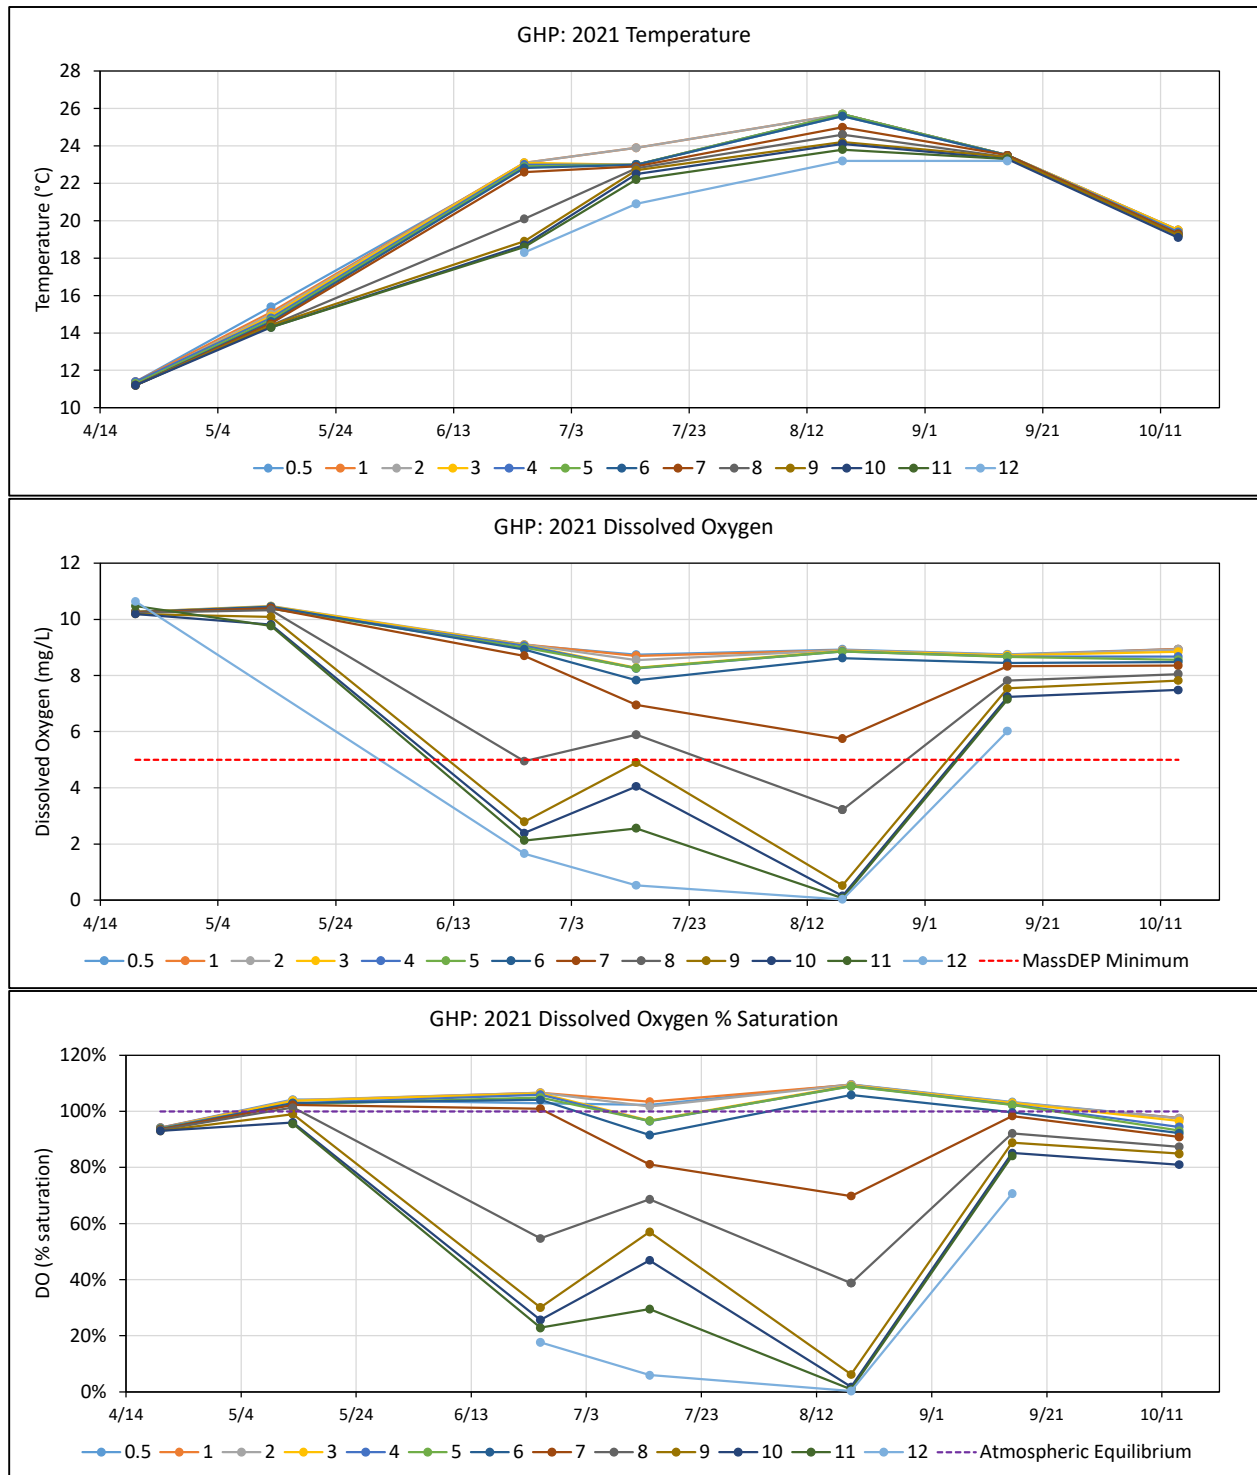 GHP: 2021 Temperature
28
26
24
22
20
18
16
14
12
10
Temperature (°C)
4/14 5/4 5/24 6/13 7/3 7/23 8/12 9/1 9/21 10/11
0.5 1 2 3 4 5 6 7 8 9 10 11 12
GHP: 2021 Dissolved Oxygen
12
10
8
6
4
2
0
Dissolved Oxygen (mg/L)
4/14 5/4 5/24 6/13 7/3 7/23 8/12 9/1 9/21 10/11
0.5 1 2 3 4 5 6 7 8 9 10 11 12 MassDEP Minimum
GHP: 2021 Dissolved Oxygen % Saturation
120%
100%
80%
60%
40%
20%
0%
DO (% saturation)
4/14 5/4 5/24 6/13 7/3 7/23 8/12 9/1 9/21 10/11
0.5 1 2 3 4 5 6 7 8 9 10 11 12 Atmospheric Equilibrium